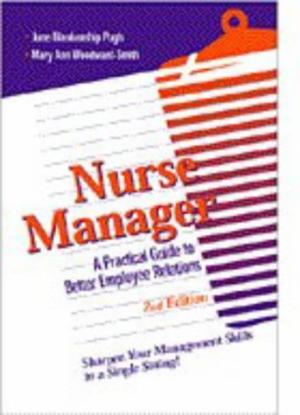 • June Blankenship Pugh
• Mary Ann Woodward-Smith
Nurse
Manager
A Practical Guide to
Better Employee Relations
2nd Edition
Sharpen Your Management Skills
in a Single Sitting!